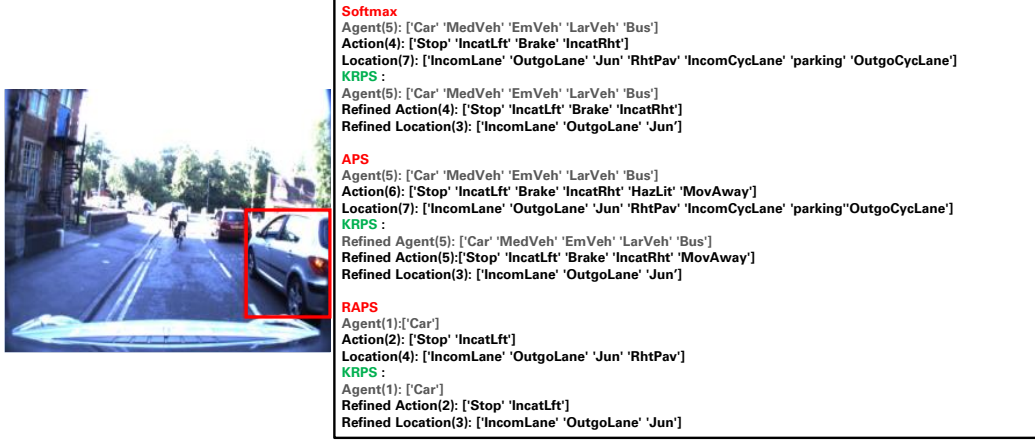 Softmax
Agent(5): ['Car' 'MedVeh' 'EmVeh' 'LarVeh' 'Bus']
Action(4): ['Stop' 'IncatLft' 'Brake' 'IncatRht']
Location(7): ['IncomLane' 'OutgoLane' 'Jun' 'RhtPav' 'IncomCycLane' 'parking' 'OutgoCycLane']
KRPS :
Agent(5): ['Car' 'MedVeh' 'EmVeh' 'LarVeh' 'Bus']
Refined Action(4): ['Stop' 'IncatLft' 'Brake' 'IncatRht']
Refined Location(3): ['IncomLane' 'OutgoLane' 'Jun’]
APS
Agent(5): ['Car' 'MedVeh' 'EmVeh' 'LarVeh' 'Bus']
Action(6): ['Stop' 'IncatLft' 'Brake' 'IncatRht' 'HazLit' 'MovAway']
Location(7): ['IncomLane' 'OutgoLane' 'Jun' 'RhtPav' 'IncomCycLane' 'parking''OutgoCycLane']
KRPS :
Refined Agent(5): ['Car' 'MedVeh' 'EmVeh' 'LarVeh' 'Bus']
Refined Action(5):['Stop' 'IncatLft' 'Brake' 'IncatRht' 'MovAway']
Refined Location(3): ['IncomLane' 'OutgoLane' 'Jun’]
RAPS
Agent(1):['Car']
Action(2): ['Stop' 'IncatLft']
Location(4): ['IncomLane' 'OutgoLane' 'Jun' 'RhtPav']
KRPS :
Agent(1): ['Car']
Refined Action(2): ['Stop' 'IncatLft']
Refined Location(3): ['IncomLane' 'OutgoLane' 'Jun']